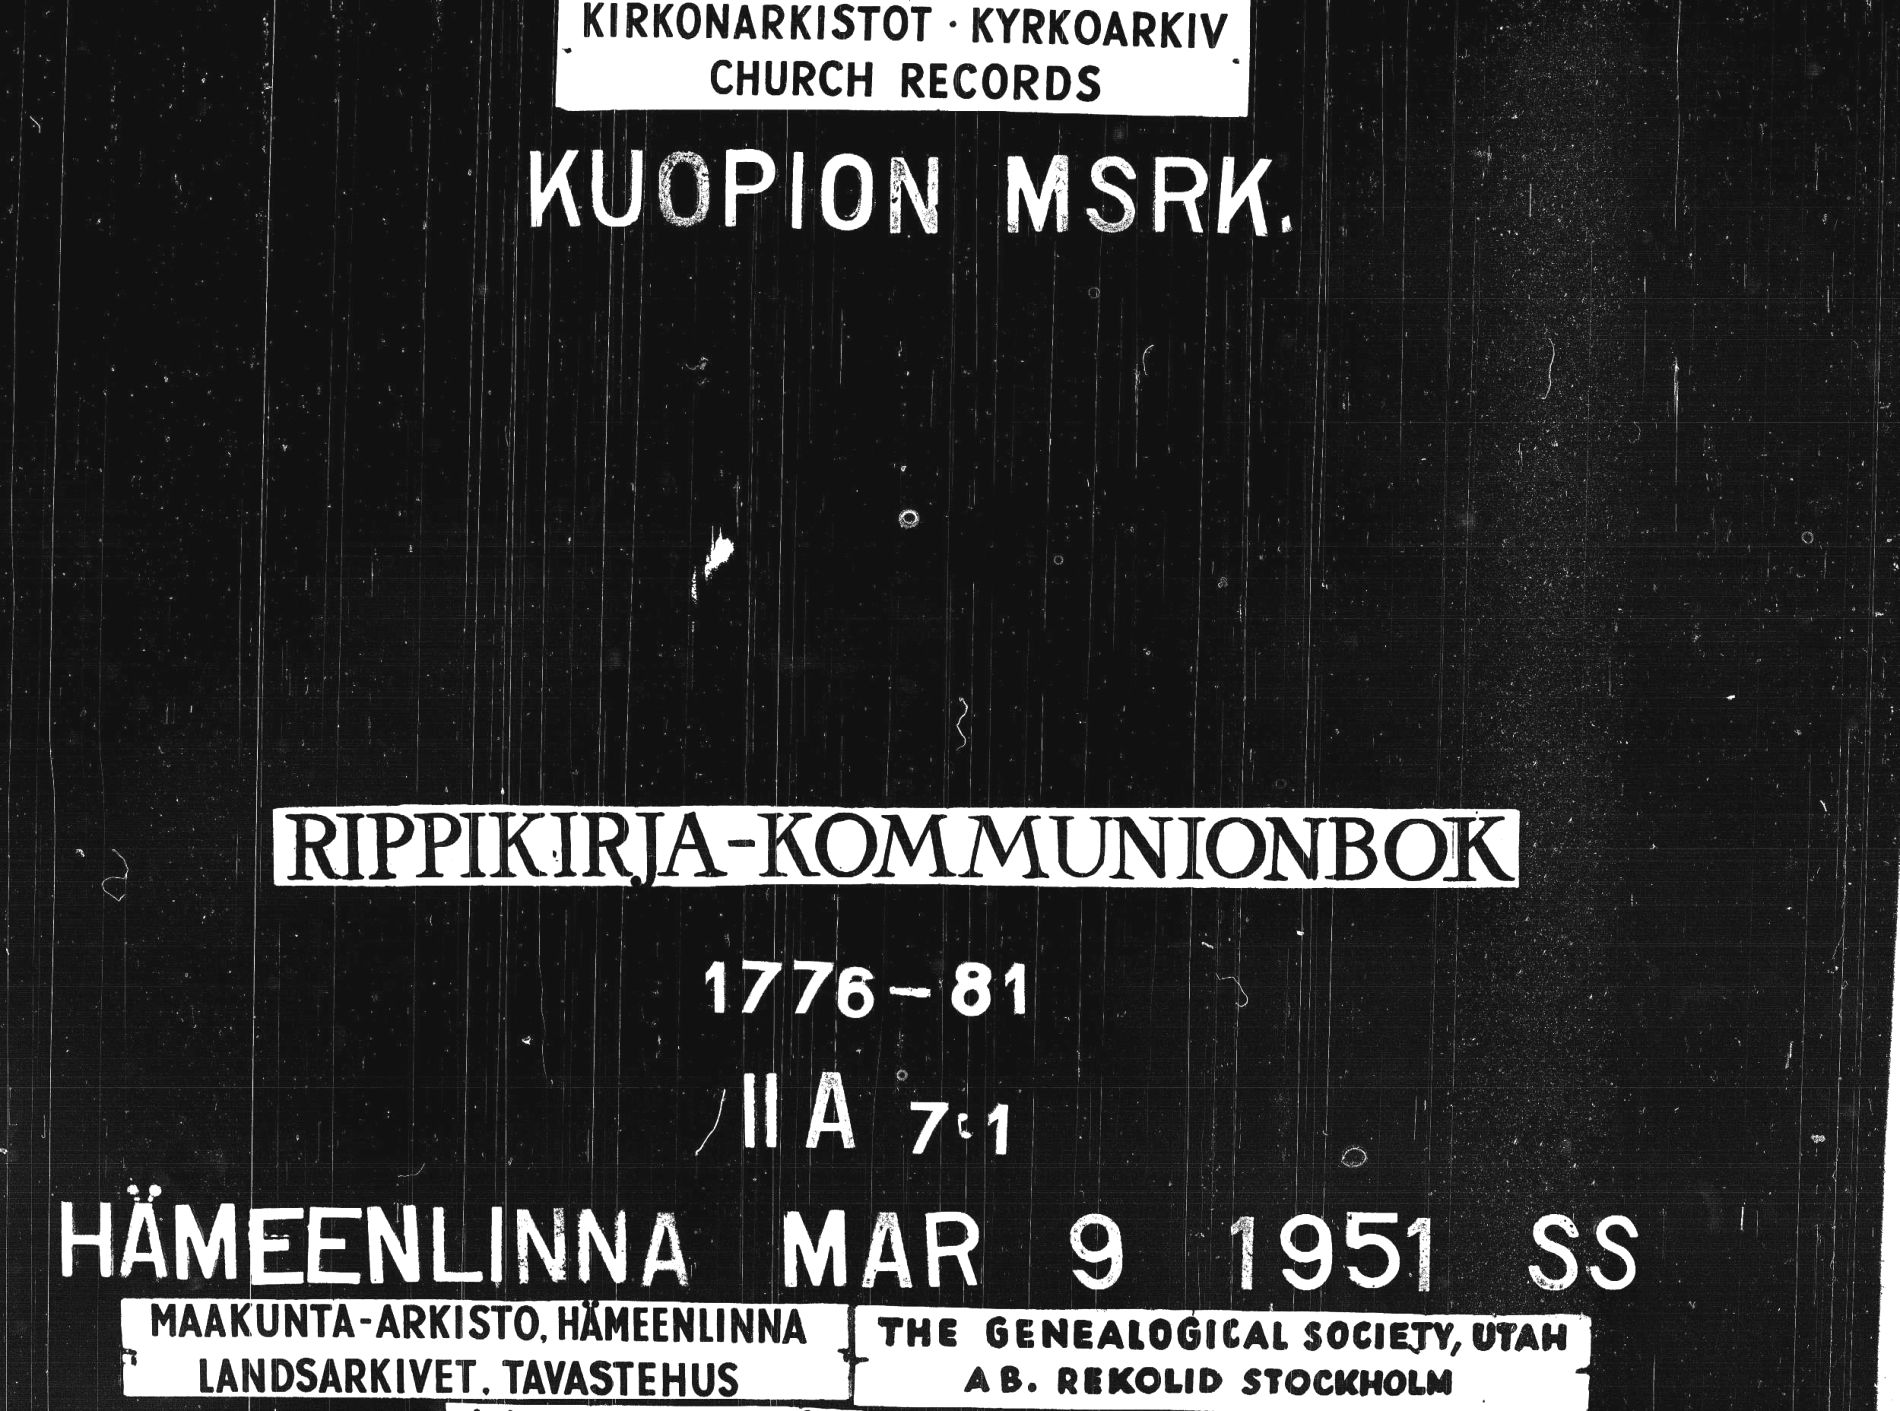 KIRKONARKISTOT · KYRKOARKIV
CHURCH RECORDS
KUOPION MSRK.
RIPPIKIRJA-KOMMUNIONBOK
1776-81
II A 7:1
HÄMEENLINNA MAR 9 1951 SS
MAAKUNTA-ARKISTO, HÄMEENLINNA
LANDSARKIVET, TAVASTEHUS
THE GENEALOGICAL SOCIETY, UTAH
AB. REKOLID STOCKHOLM